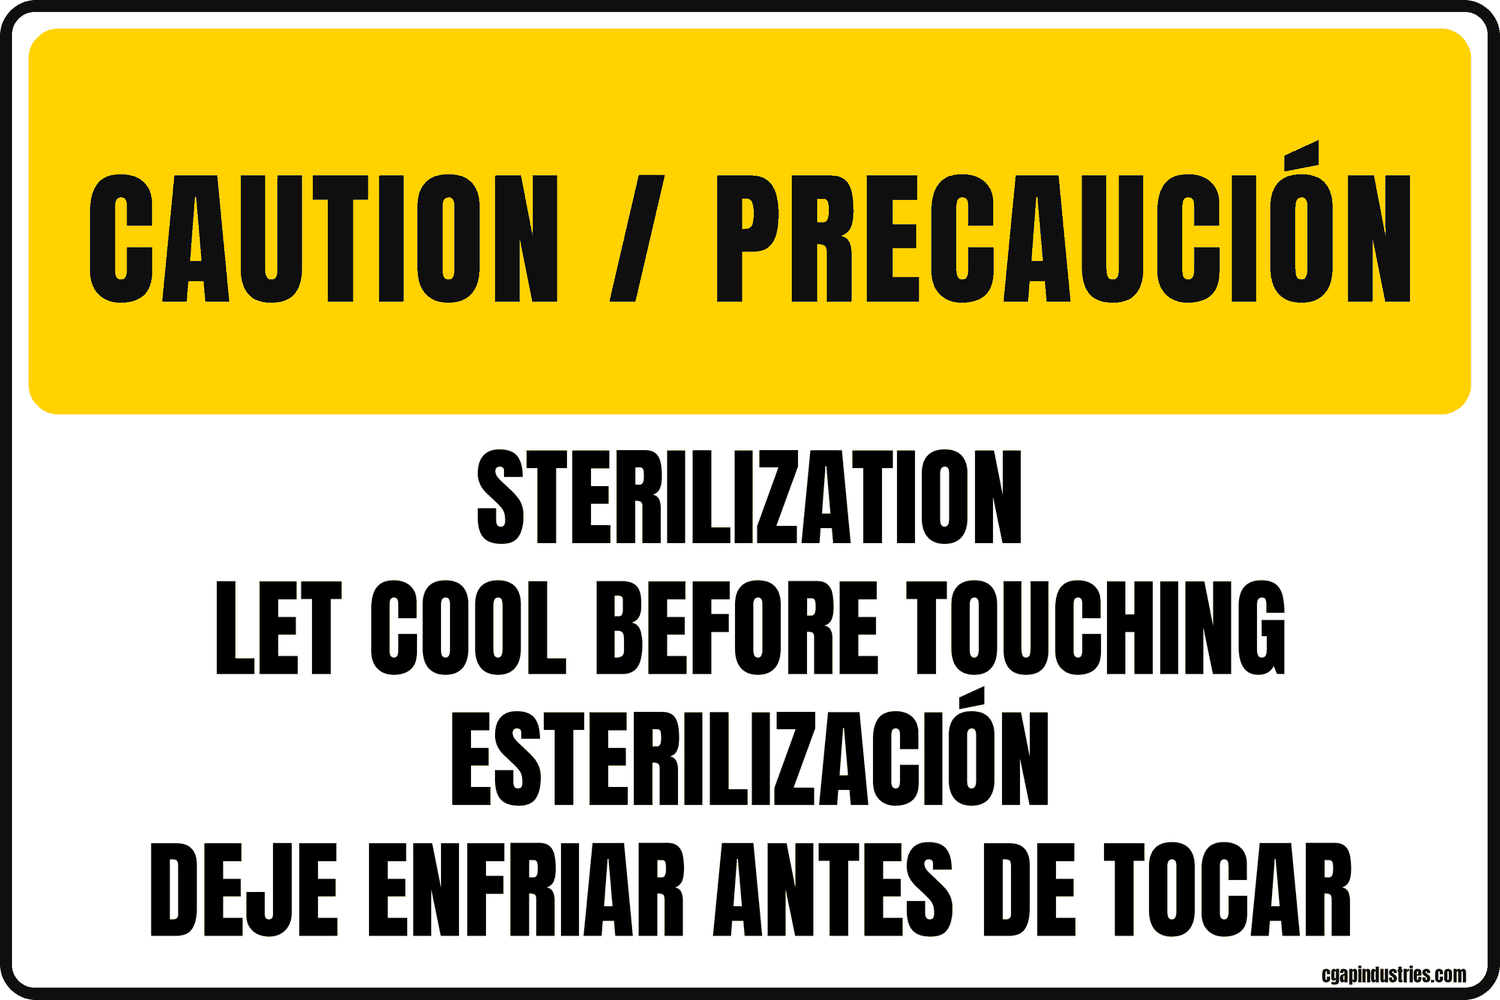 CAUTION / PRECAUCIÓN
STERILIZATION
LET COOL BEFORE TOUCHING
ESTERILIZACIÓN
DEJE ENFRIAR ANTES DE TOCAR
cgapindustries.com